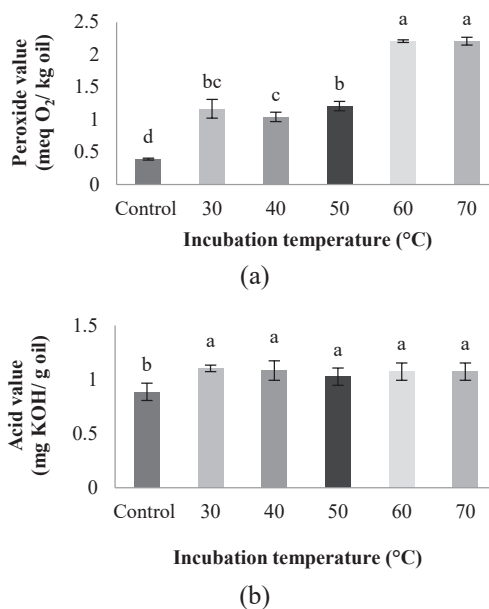 Peroxide value
(meq O₂/ kg oil)
2.5
2
1.5
1
0.5
0
d
bc
c
b
a
a
Control 30 40 50 60 70
Incubation temperature (°C)
(a)
Acid value
(mg KOH/ g oil)
1.5
1
0.5
0
b
a
a
a
a
a
Control 30 40 50 60 70
Incubation temperature (°C)
(b)